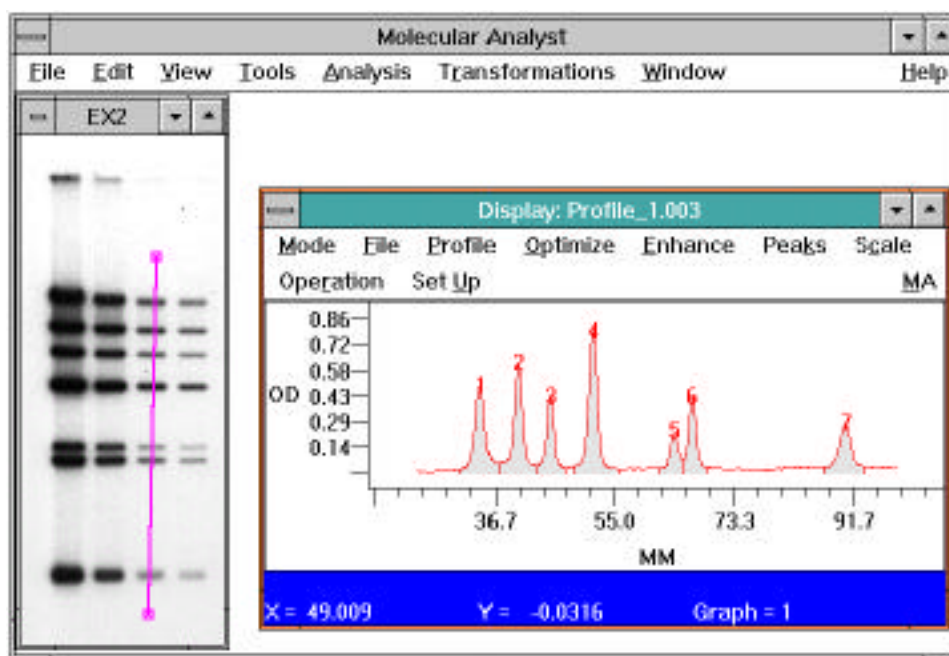 Molecular Analyst
File Edit View Tools Analysis Transformations Window Help
EX2
Display: Profile_1.003
Mode File Profile Optimize Enhance Peaks Scale
Operation Set Up MA
0.86
0.72
0.58
OD 0.43
0.29
0.14
1 2 3 4 5 6 7
36.7 55.0 73.3 91.7
MM
X = 49.009 Y = -0.0316 Graph = 1